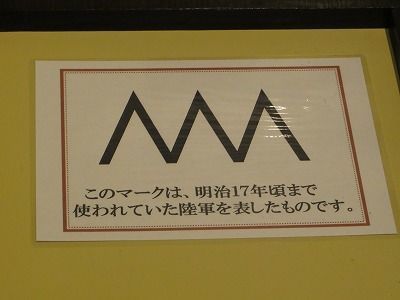 このマークは、明治17年頃まで
使われていた陸軍を表したものです。